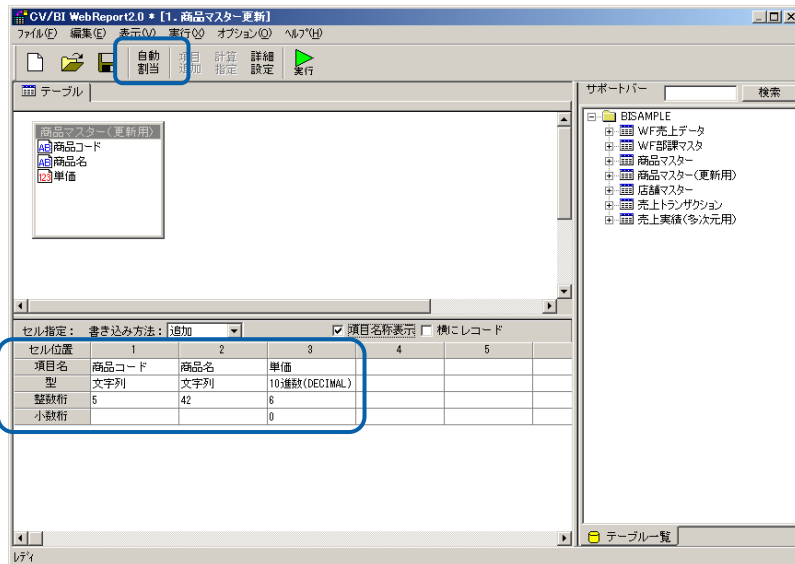 CV/BI WebReport2.0 * [1. 商品マスター更新]
ﾌｧｲﾙ(F) 編集(E) 表示(V) 実行(X) オプション(O) ﾍﾙﾌﾟ(H)
自動割当 項目追加 計算指定 詳細設定 実行
テーブル
サポートバー 検索
商品マスター(更新用)
AB 商品コード
AB 商品名
123 単価
BISAMPLE
WF売上データ
WF部課マスタ
商品マスター
商品マスター(更新用)
店舗マスター
売上トランザクション
売上実績(多次元用)
セル指定： 書き込み方法： 追加 項目名称表示 横にレコード
セル位置 1 2 3 4 5
項目名 商品コード 商品名 単価
型 文字列 文字列 10進数(DECIMAL)
整数桁 5 42 6
小数桁 0
テーブル一覧
ﾚﾃﾞｨ